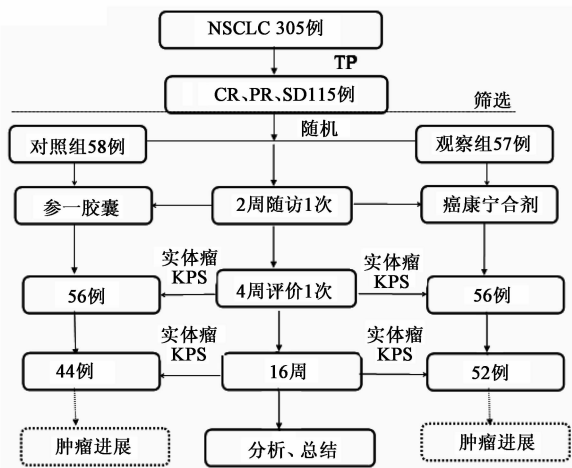 NSCLC 305例
TP
CR、PR、SD115例
筛选
随机
对照组58例
观察组57例
参一胶囊
2周随访1次
癌康宁合剂
实体瘤
KPS
实体瘤
KPS
56例
4周评价1次
56例
实体瘤
KPS
实体瘤
KPS
44例
16周
52例
肿瘤进展
分析、总结
肿瘤进展